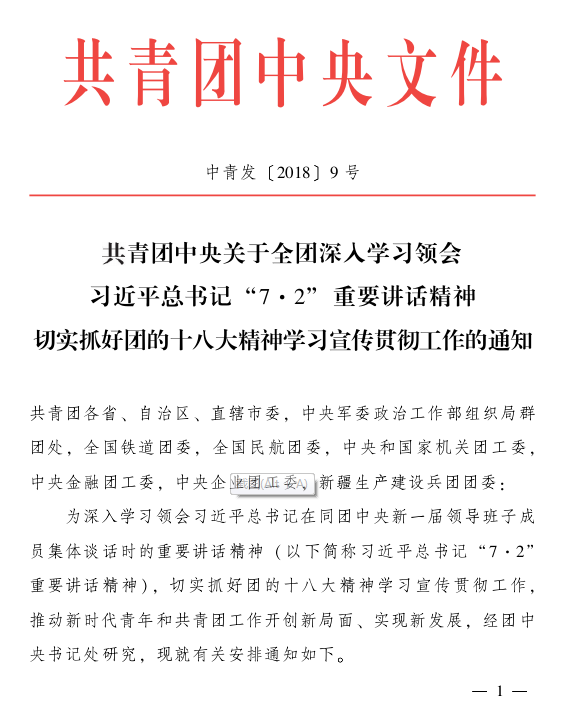 共青团中央文件
中青发〔2018〕9 号
共青团中央关于全团深入学习领会
习近平总书记“7·2”重要讲话精神
切实抓好团的十八大精神学习宣传贯彻工作的通知
共青团各省、自治区、直辖市委，中央军委政治工作部组织局群
团处，全国铁道团委，全国民航团委，中央和国家机关团工委，
中央金融团工委，中央企业团工委，新疆生产建设兵团团委：
为深入学习领会习近平总书记在同团中央新一届领导班子成
员集体谈话时的重要讲话精神（以下简称习近平总书记“7·2”
重要讲话精神），切实抓好团的十八大精神学习宣传贯彻工作，
推动新时代青年和共青团工作开创新局面、实现新发展，经团中
央书记处研究，现就有关安排通知如下。
— 1 —